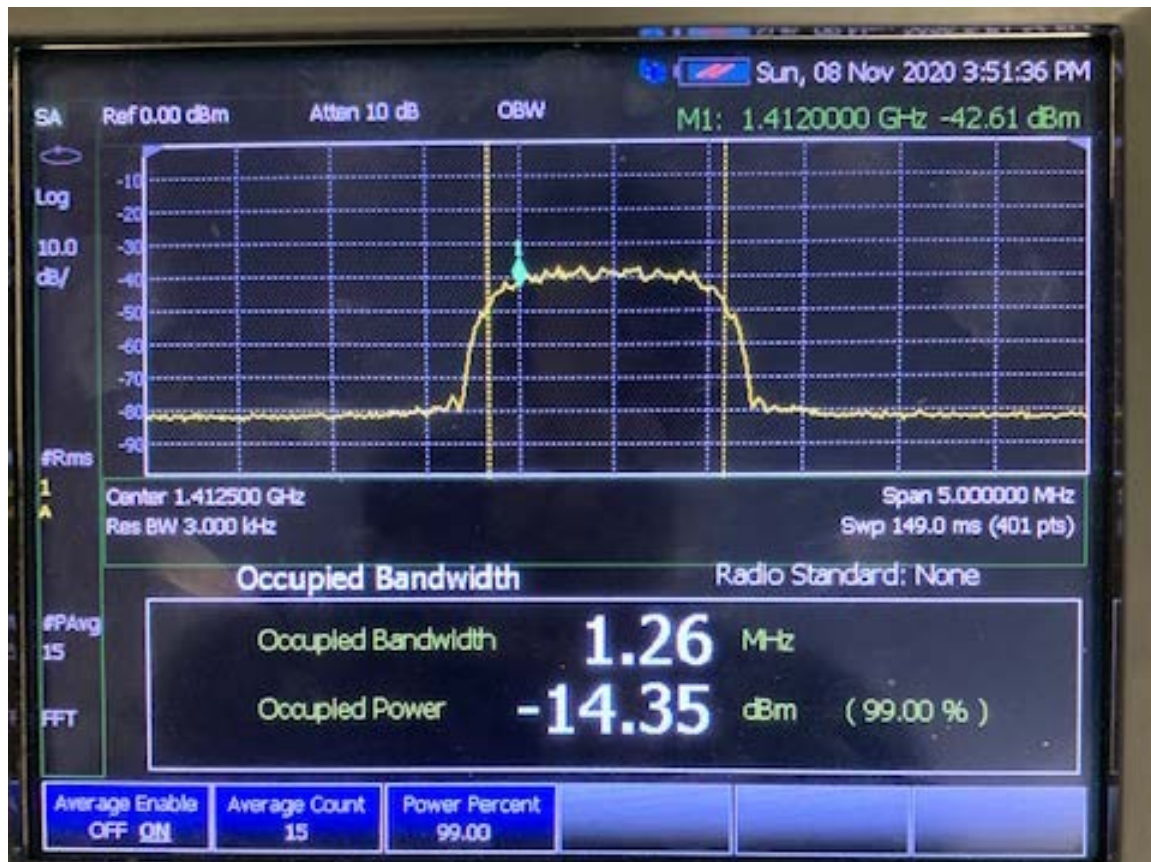 Sun, 08 Nov 2020 3:51:36 PM
SA Ref 0.00 dBm Atten 10 dB OBW M1: 1.4120000 GHz -42.61 dBm
Log
10.0
dB/
-10
-20
-30
-40
-50
-60
-70
-80
-90
1
#Rms
1
A
Center 1.412500 GHz Span 5.000000 MHz
Res BW 3.000 kHz Swp 149.0 ms (401 pts)
Occupied Bandwidth Radio Standard: None
#PAvg
15
FFT
Occupied Bandwidth 1.26 MHz
Occupied Power -14.35 dBm ( 99.00 % )
Average Enable Average Count Power Percent
OFF ON 15 99.00